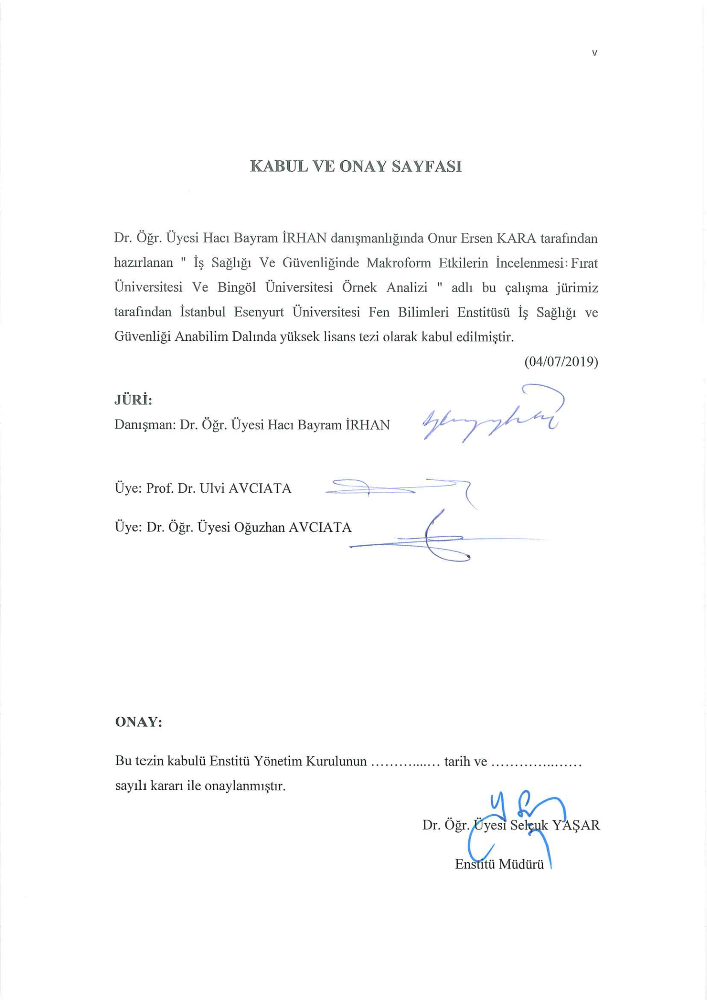 v
KABUL VE ONAY SAYFASI
Dr. Öğr. Üyesi Hacı Bayram İRHAN danışmanlığında Onur Ersen KARA tarafından
hazırlanan " İş Sağlığı Ve Güvenliğinde Makroform Etkilerin İncelenmesi: Fırat
Üniversitesi Ve Bingöl Üniversitesi Örnek Analizi " adlı bu çalışma jürimiz
tarafından İstanbul Esenyurt Üniversitesi Fen Bilimleri Enstitüsü İş Sağlığı ve
Güvenliği Anabilim Dalında yüksek lisans tezi olarak kabul edilmiştir.
(04/07/2019)
JÜRİ:
Danışman: Dr. Öğr. Üyesi Hacı Bayram İRHAN
Üye: Prof. Dr. Ulvi AVCIATA
Üye: Dr. Öğr. Üyesi Oğuzhan AVCIATA
ONAY:
Bu tezin kabulü Enstitü Yönetim Kurulunun ……….....… tarih ve …………..……
sayılı kararı ile onaylanmıştır.
Dr. Öğr. Üyesi Selçuk YAŞAR
Enstitü Müdürü